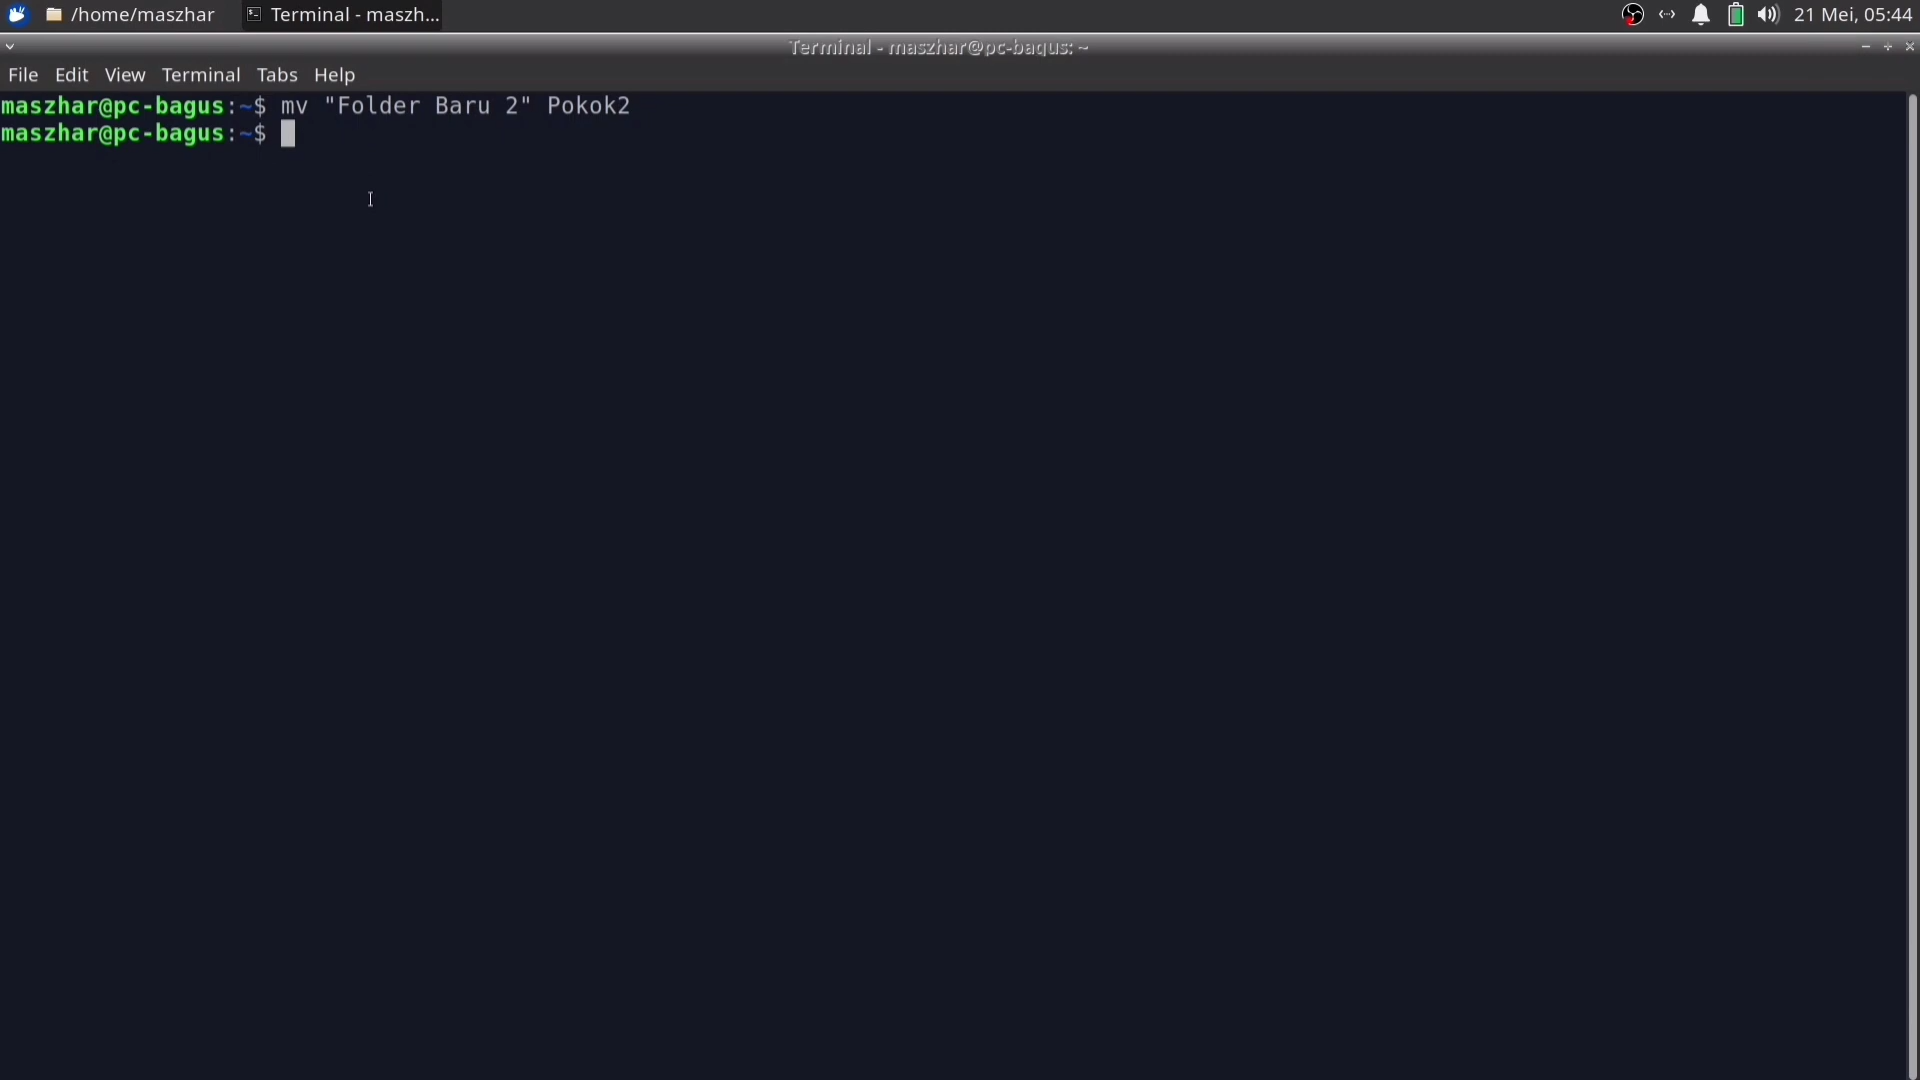 /home/maszhar Terminal - maszh... 21 Mei, 05:44
Terminal - maszhar@pc-bagus: ~
File Edit View Terminal Tabs Help
maszhar@pc-bagus:~$ mv "Folder Baru 2" Pokok2
maszhar@pc-bagus:~$